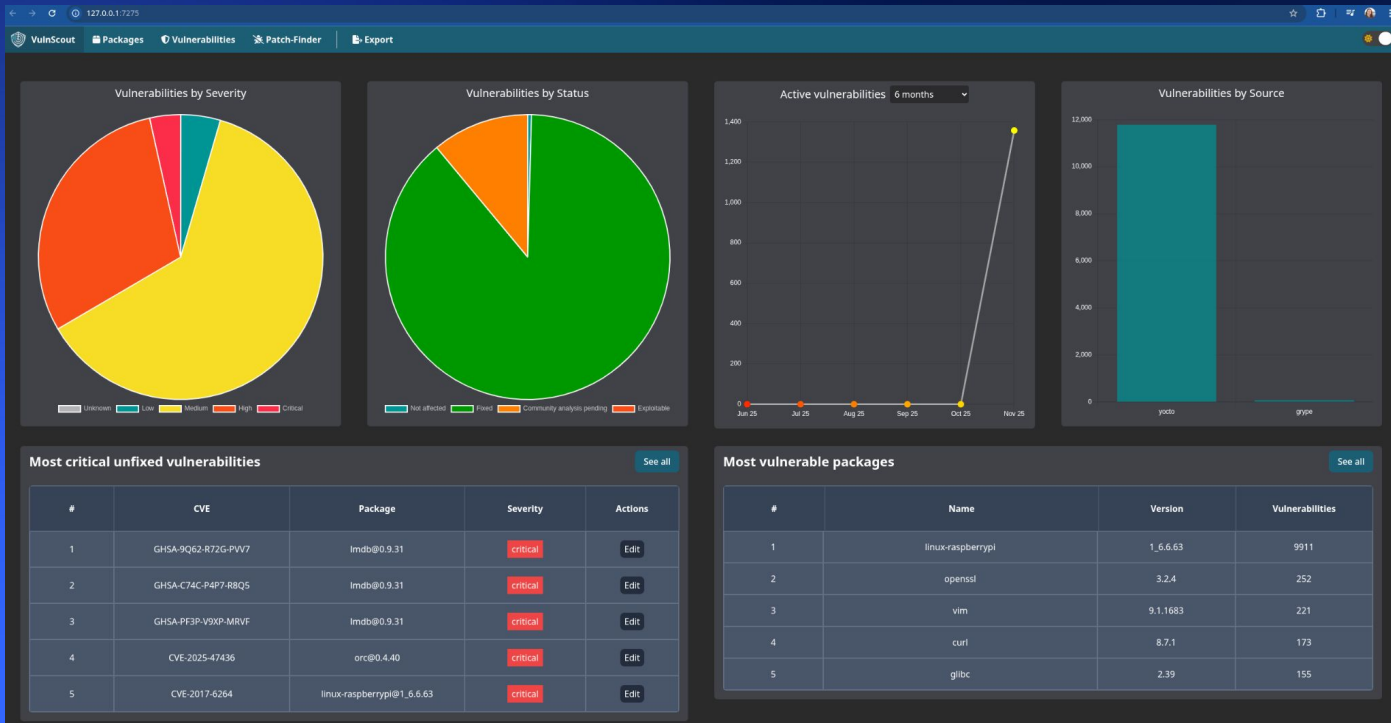 127.0.0.1:7275
VulnScout Packages Vulnerabilities Patch-Finder Export
Vulnerabilities by Severity
Unknown Low Medium High Critical
Vulnerabilities by Status
Not affected Fixed Community analysis pending Exploitable
Active vulnerabilities 6 months
1,400
1,200
1,000
800
600
400
200
0
Jun 25 Jul 25 Aug 25 Sep 25 Oct 25 Nov 25
Vulnerabilities by Source
12,000
10,000
8,000
6,000
4,000
2,000
0
yocto grype
Most critical unfixed vulnerabilities See all
# CVE Package Severity Actions
1 GHSA-9Q62-R72G-PVV7 lmdb@0.9.31 critical Edit
2 GHSA-C74C-P4P7-R8Q5 lmdb@0.9.31 critical Edit
3 GHSA-PF3P-V9XP-MRVF lmdb@0.9.31 critical Edit
4 CVE-2025-47436 orc@0.4.40 critical Edit
5 CVE-2017-6264 linux-raspberrypi@1_6.6.63 critical Edit
Most vulnerable packages See all
# Name Version Vulnerabilities
1 linux-raspberrypi 1_6.6.63 9911
2 openssl 3.2.4 252
3 vim 9.1.1683 221
4 curl 8.7.1 173
5 glibc 2.39 155